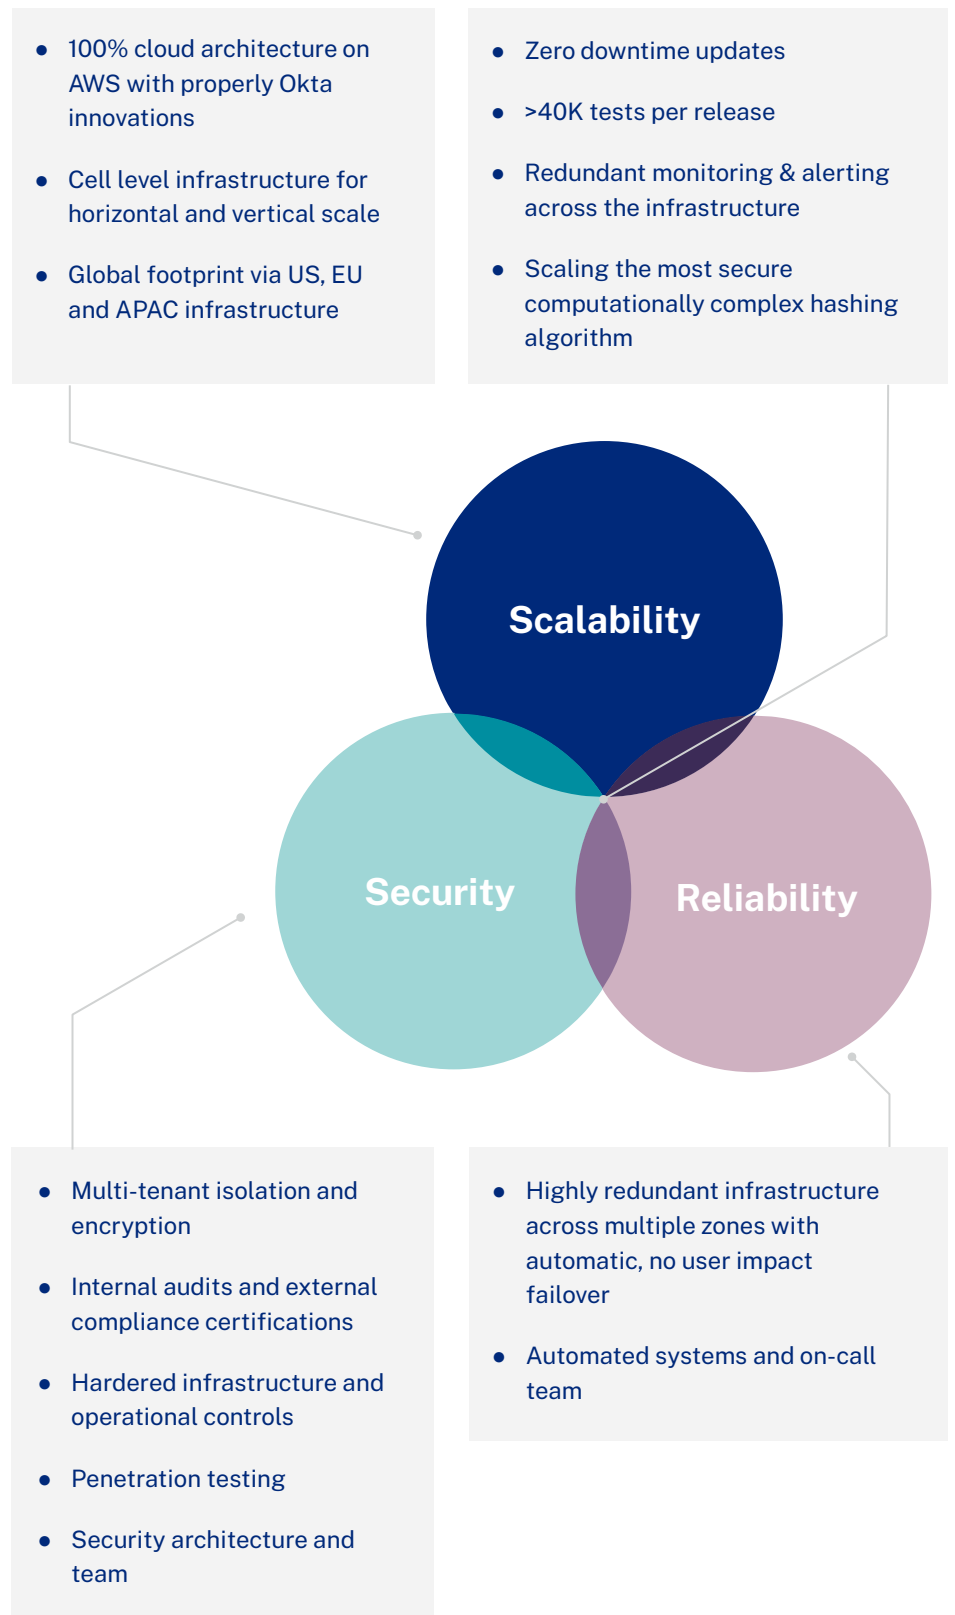 ● 100% cloud architecture on
AWS with properly Okta
innovations
● Cell level infrastructure for
horizontal and vertical scale
● Global footprint via US, EU
and APAC infrastructure
● Zero downtime updates
● >40K tests per release
● Redundant monitoring & alerting
across the infrastructure
● Scaling the most secure
computationally complex hashing
algorithm
Scalability
Security
Reliability
● Multi-tenant isolation and
encryption
● Internal audits and external
compliance certifications
● Hardered infrastructure and
operational controls
● Penetration testing
● Security architecture and
team
● Highly redundant infrastructure
across multiple zones with
automatic, no user impact
failover
● Automated systems and on-call
team